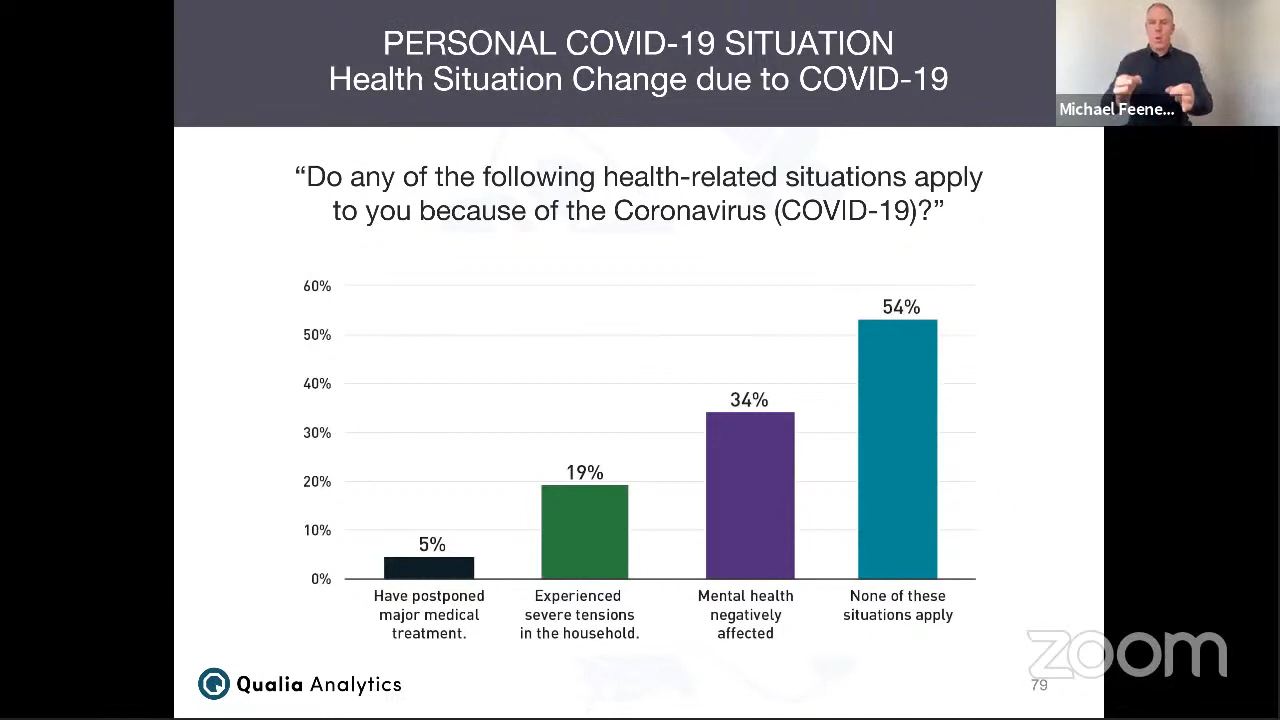 PERSONAL COVID-19 SITUATION
Health Situation Change due to COVID-19
Michael Feene...
“Do any of the following health-related situations apply
to you because of the Coronavirus (COVID-19)?”
60%
50%
40%
30%
20%
10%
0%
5%
19%
34%
54%
Have postponed
major medical
treatment.
Experienced
severe tensions
in the household.
Mental health
negatively
affected
None of these
situations apply
Qualia Analytics
zoom
79